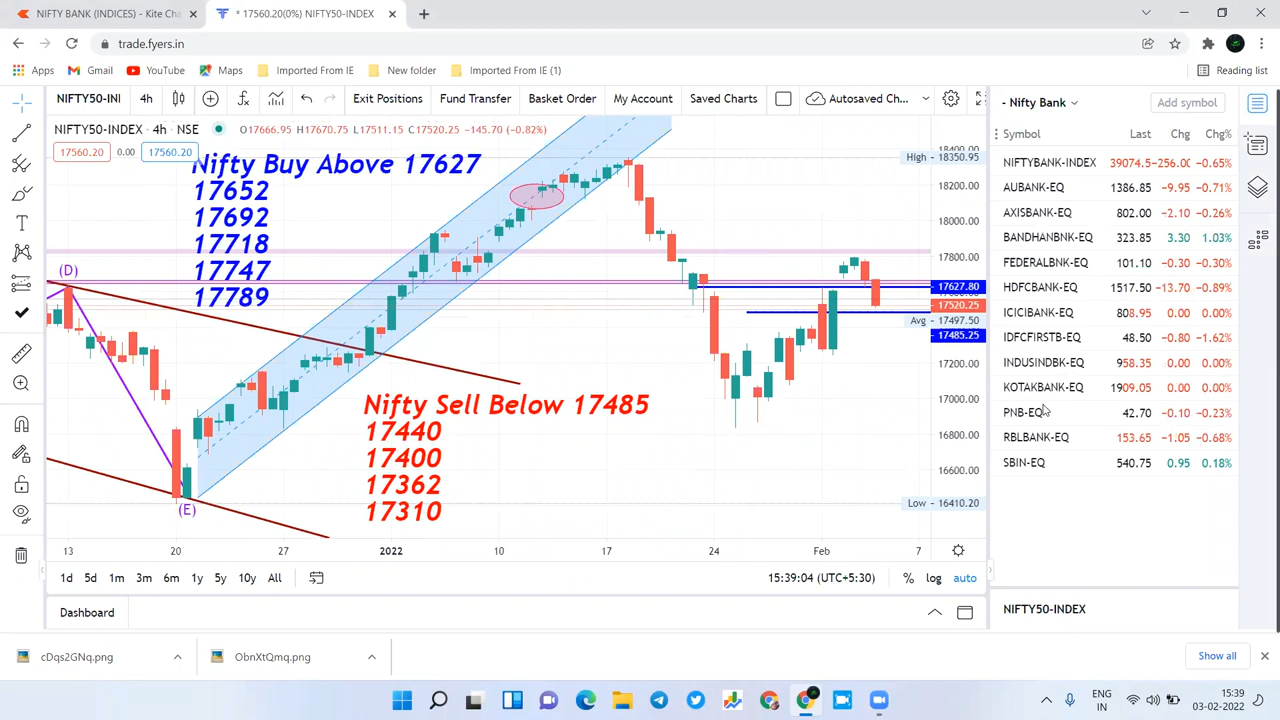 NIFTY BANK (INDICES) - Kite Cha
* 17560.20(0%) NIFTY50-INDEX
trade.fyers.in
Apps
Gmail
YouTube
Maps
Imported From IE
New folder
Imported From IE (1)
Reading list
NIFTY50-INI
4h
Exit Positions
Fund Transfer
Basket Order
My Account
Saved Charts
Autosaved Ch...
NIFTY50-INDEX • 4h • NSE
O17666.95 H17670.75 L17511.15 C17520.25 -145.70 (-0.82%)
17560.20 0.00 17560.20
Nifty Buy Above 17627
17652
17692
17718
17747
17789
Nifty Sell Below 17485
17440
17400
17362
17310
(D)
(E)
18400.00
High 18350.95
18200.00
18000.00
17800.00
17627.80
17520.25
Avg 17497.50
17485.25
17200.00
17000.00
16800.00
16600.00
Low 16410.20
13 20 27 2022 10 17 24 Feb 7
1d 5d 1m 3m 6m 1y 5y 10y All
15:39:04 (UTC+5:30)
% log auto
Dashboard
- Nifty Bank
Add symbol
Symbol Last Chg Chg%
NIFTYBANK-INDEX 39074.5 -256.00 -0.65%
AUBANK-EQ 1386.85 -9.95 -0.71%
AXISBANK-EQ 802.00 -2.10 -0.26%
BANDHANBNK-EQ 323.85 3.30 1.03%
FEDERALBNK-EQ 101.10 -0.30 -0.30%
HDFCBANK-EQ 1517.50 -13.70 -0.89%
ICICIBANK-EQ 808.95 0.00 0.00%
IDFCFIRSTB-EQ 48.50 -0.80 -1.62%
INDUSINDBK-EQ 958.35 0.00 0.00%
KOTAKBANK-EQ 1909.05 0.00 0.00%
PNB-EQ 42.70 -0.10 -0.23%
RBLBANK-EQ 153.65 -1.05 -0.68%
SBIN-EQ 540.75 0.95 0.18%
NIFTY50-INDEX
cDqs2GNq.png
ObnXtQmq.png
Show all
ENG
IN
15:39
03-02-2022